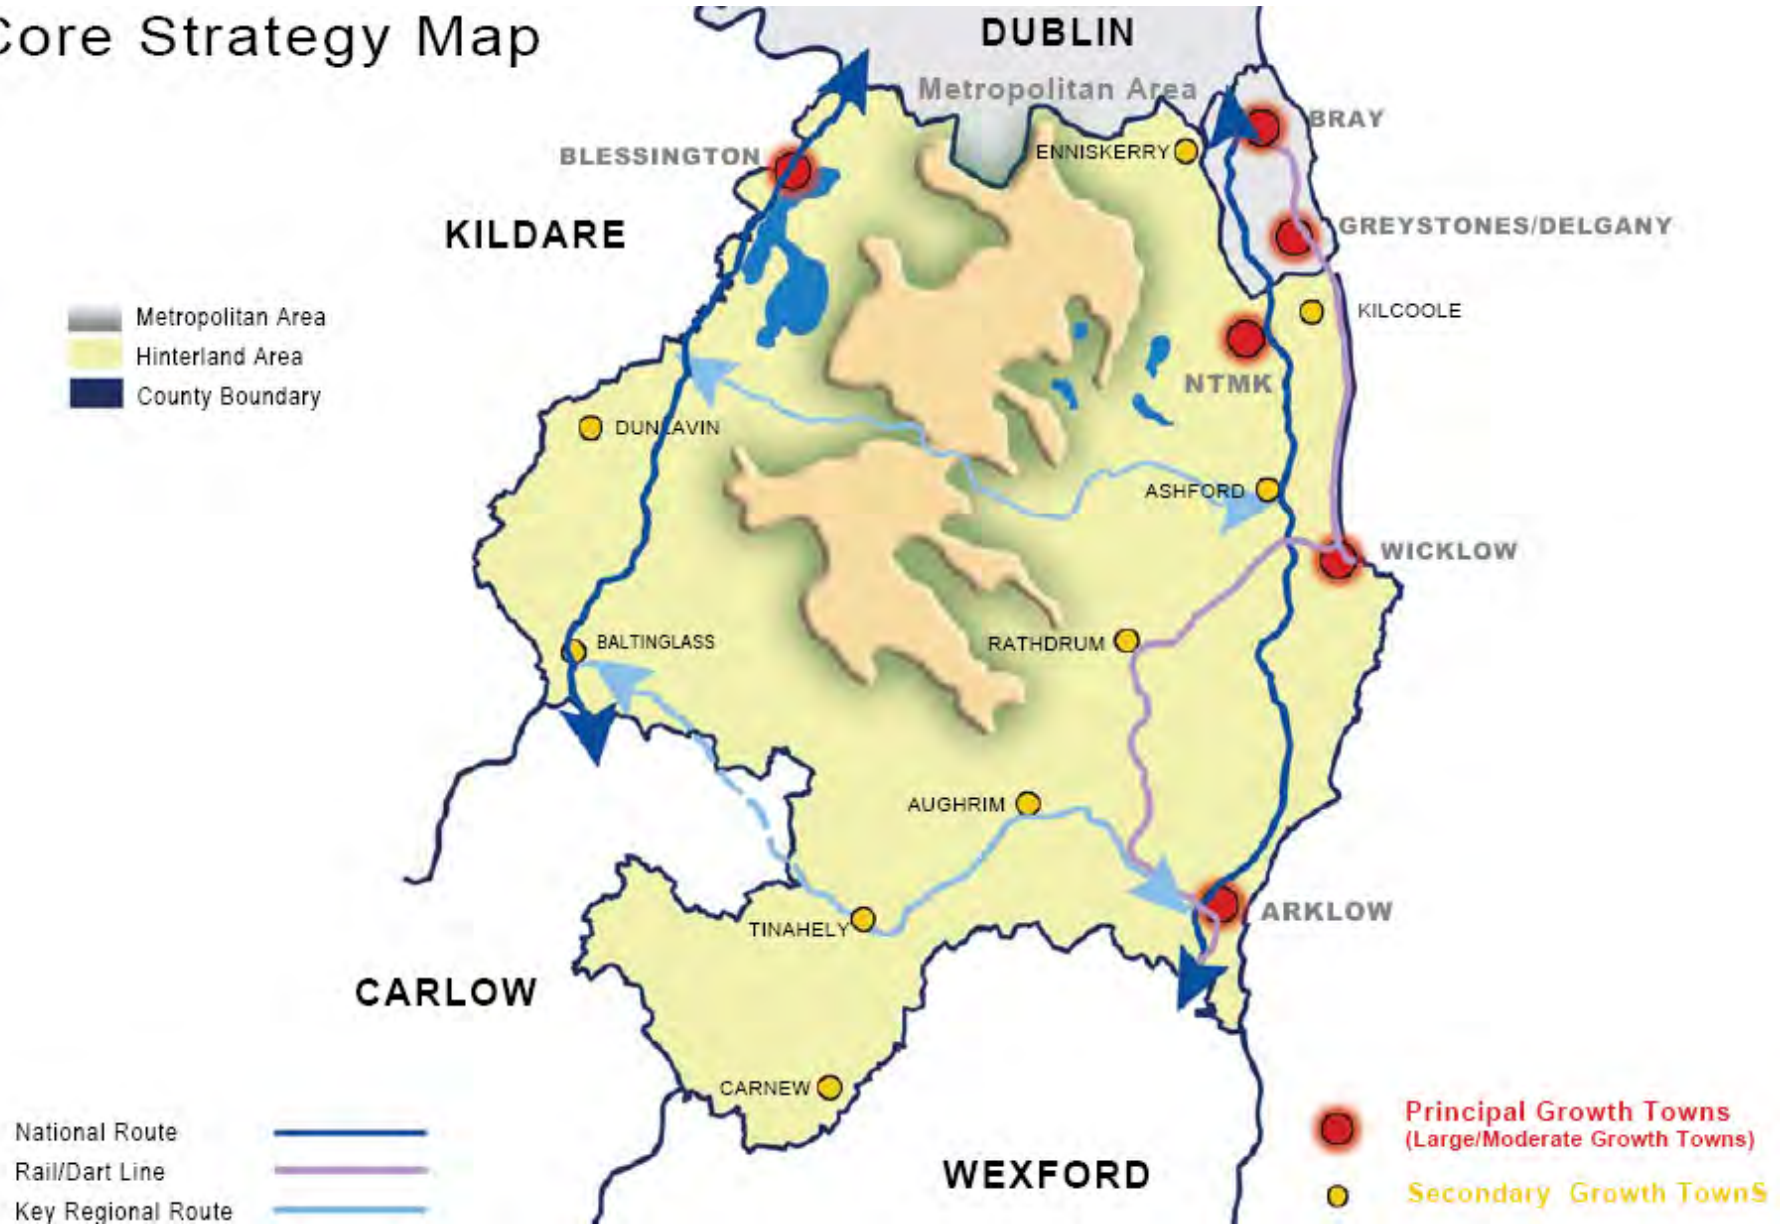 Core Strategy Map
DUBLIN
Metropolitan Area
BRAY
ENNISKERRY
BLESSINGTON
GREYSTONES/DELGANY
KILDARE
KILCOOLE
Metropolitan Area
Hinterland Area
County Boundary
NTMK
DUNLAVIN
ASHFORD
WICKLOW
BALTINGLASS
RATHDRUM
AUGHRIM
ARKLOW
TINAHELY
CARLOW
CARNEW
WEXFORD
National Route
Rail/Dart Line
Key Regional Route
Principal Growth Towns
(Large/Moderate Growth Towns)
Secondary Growth TownS